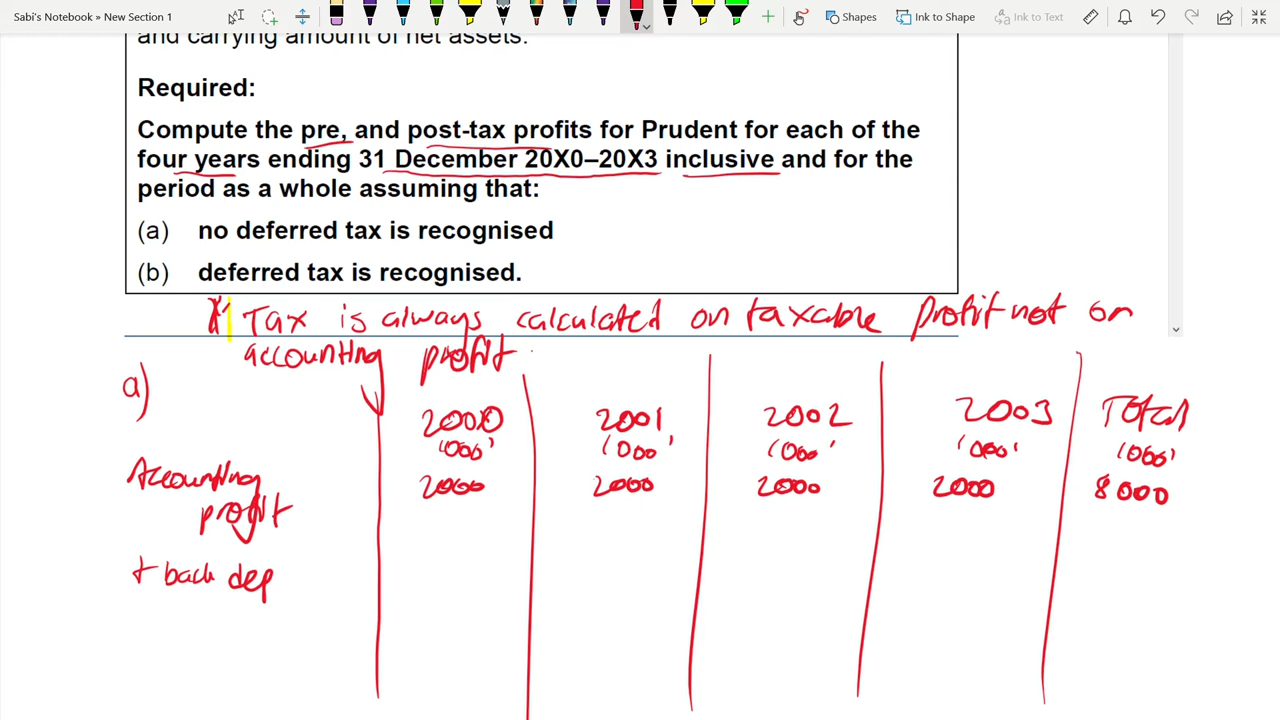 Sabi's Notebook » New Section 1
Shapes
Ink to Shape
Ink to Text
and carrying amount of net assets.
Required:
Compute the pre, and post-tax profits for Prudent for each of the
four years ending 31 December 20X0–20X3 inclusive and for the
period as a whole assuming that:
(a) no deferred tax is recognised
(b) deferred tax is recognised.
Tax is always calculated on taxable profit not on
accounting profit
a)
2000 2001 2002 2003 Total
'000' '000' '000' '000' '000'
Accounting 2000 2000 2000 2000 8000
profit
+ back dep